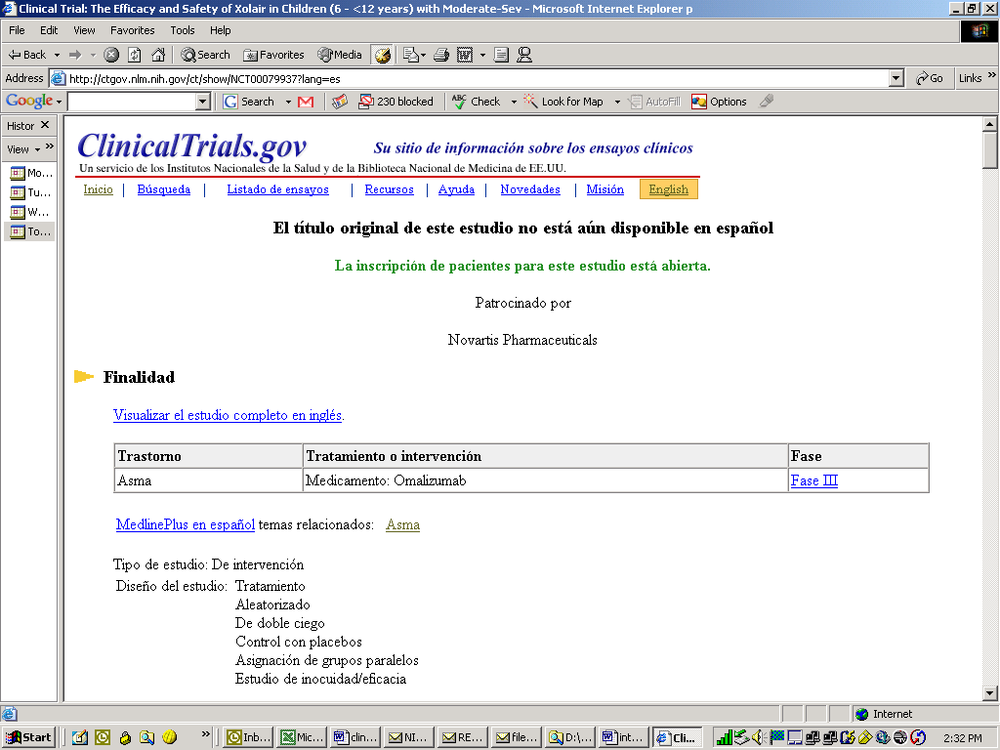 Clinical Trial: The Efficacy and Safety of Xolair in Children (6 - <12 years) with Moderate-Sev - Microsoft Internet Explorer p
File Edit View Favorites Tools Help
Back Search Favorites Media
Address http://ctgov.nlm.nih.gov/ct/show/NCT00079937?lang=es Go Links »
Google Search 230 blocked ABC Check Look for Map AutoFill Options
Histor
View »
Mo...
Tu...
W...
To...
ClinicalTrials.gov Su sitio de información sobre los ensayos clínicos
Un servicio de los Institutos Nacionales de la Salud y de la Biblioteca Nacional de Medicina de EE.UU.
Inicio | Búsqueda | Listado de ensayos | Recursos | Ayuda | Novedades | Misión English
El título original de este estudio no está aún disponible en español
La inscripción de pacientes para este estudio está abierta.
Patrocinado por
Novartis Pharmaceuticals
Finalidad
Visualizar el estudio completo en inglés.
Trastorno Tratamiento o intervención Fase
Asma Medicamento: Omalizumab Fase III
MedlinePlus en español temas relacionados: Asma
Tipo de estudio: De intervención
Diseño del estudio: Tratamiento
Aleatorizado
De doble ciego
Control con placebos
Asignación de grupos paralelos
Estudio de inocuidad/eficacia
Internet
Start » Inb... Mic... clin... NI... RE... file... D:\... int... Cli... 2:32 PM